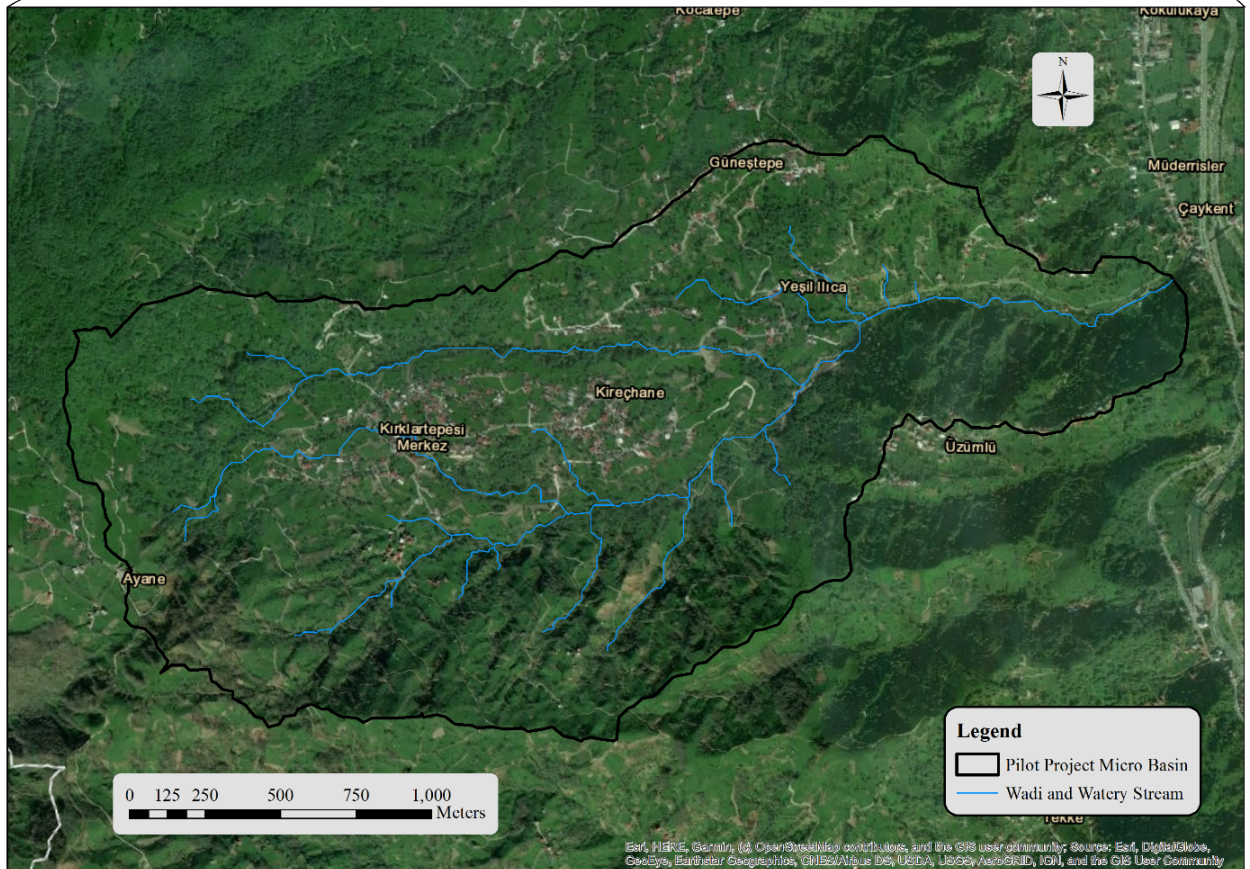 Kocatepe
Kokulukaya
N
Müderrisler
Güneştepe
Çaykent
Yeşil Ilıca
Kireçhane
Kırklartepesi
Merkez
Üzümlü
Ayane
Legend
Pilot Project Micro Basin
Wadi and Watery Stream
0 125 250 500 750 1,000
Meters
Tekke
Esri, HERE, Garmin, (c) OpenStreetMap contributors, and the GIS user community; Source: Esri, DigitalGlobe,
GeoEye, Earthstar Geographics, CNES/Airbus DS, USDA, USGS, AeroGRID, IGN, and the GIS User Community